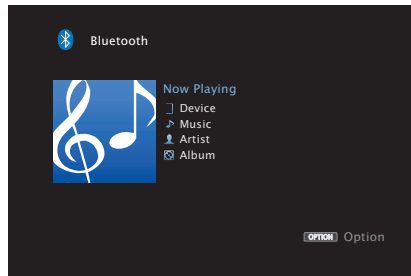 Bluetooth
Now Playing
Device
Music
Artist
Album
OPTION Option